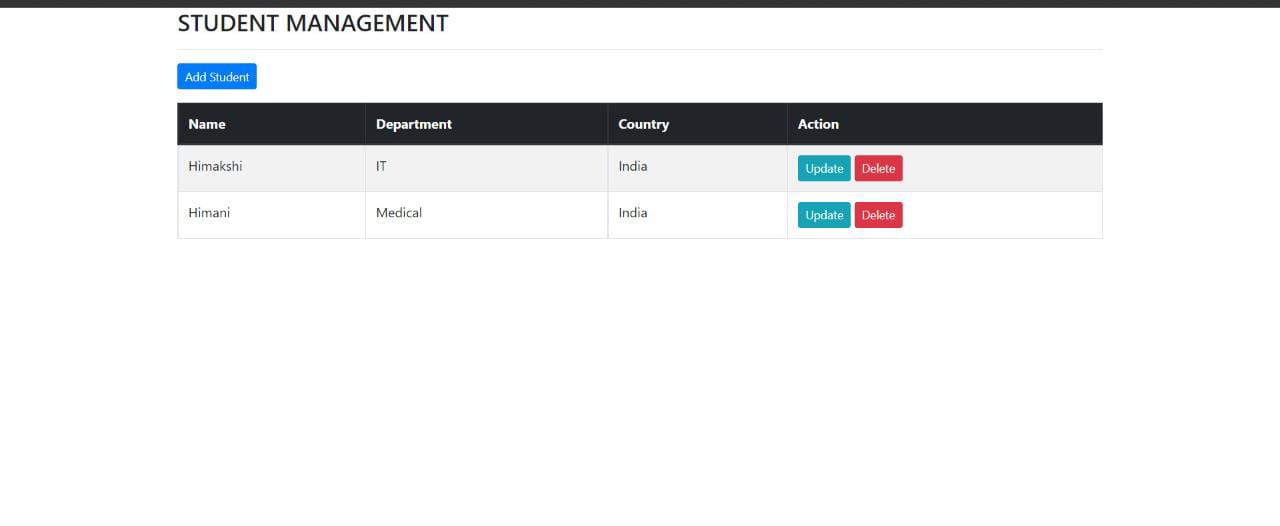 STUDENT MANAGEMENT
Add Student
Name Department Country Action
Himakshi IT India Update Delete
Himani Medical India Update Delete